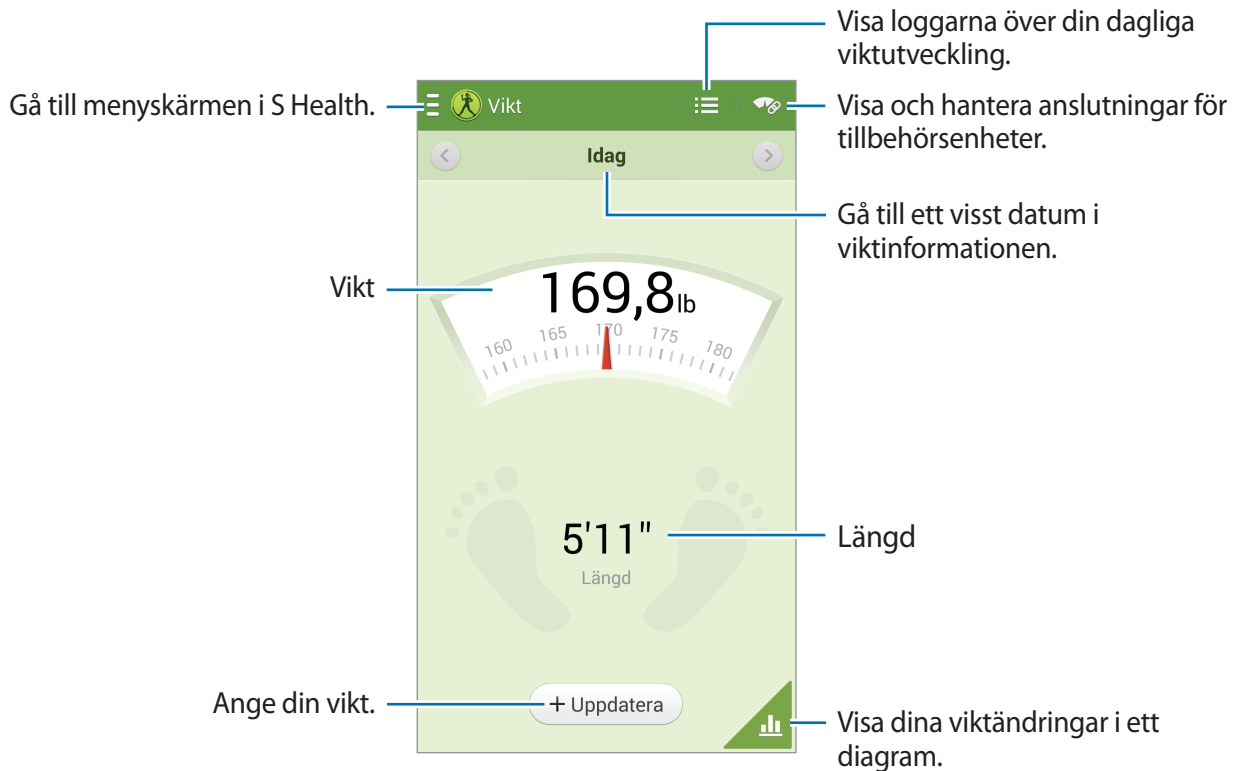 Visa loggarna över din dagliga
viktutveckling.
Gå till menyskärmen i S Health.
Vikt
Visa och hantera anslutningar för
tillbehörsenheter.
Idag
Gå till ett visst datum i
viktinformationen.
Vikt
169,8lb
160 165 170 175 180
5'11"
Längd
Längd
Ange din vikt.
+ Uppdatera
Visa dina viktändringar i ett
diagram.